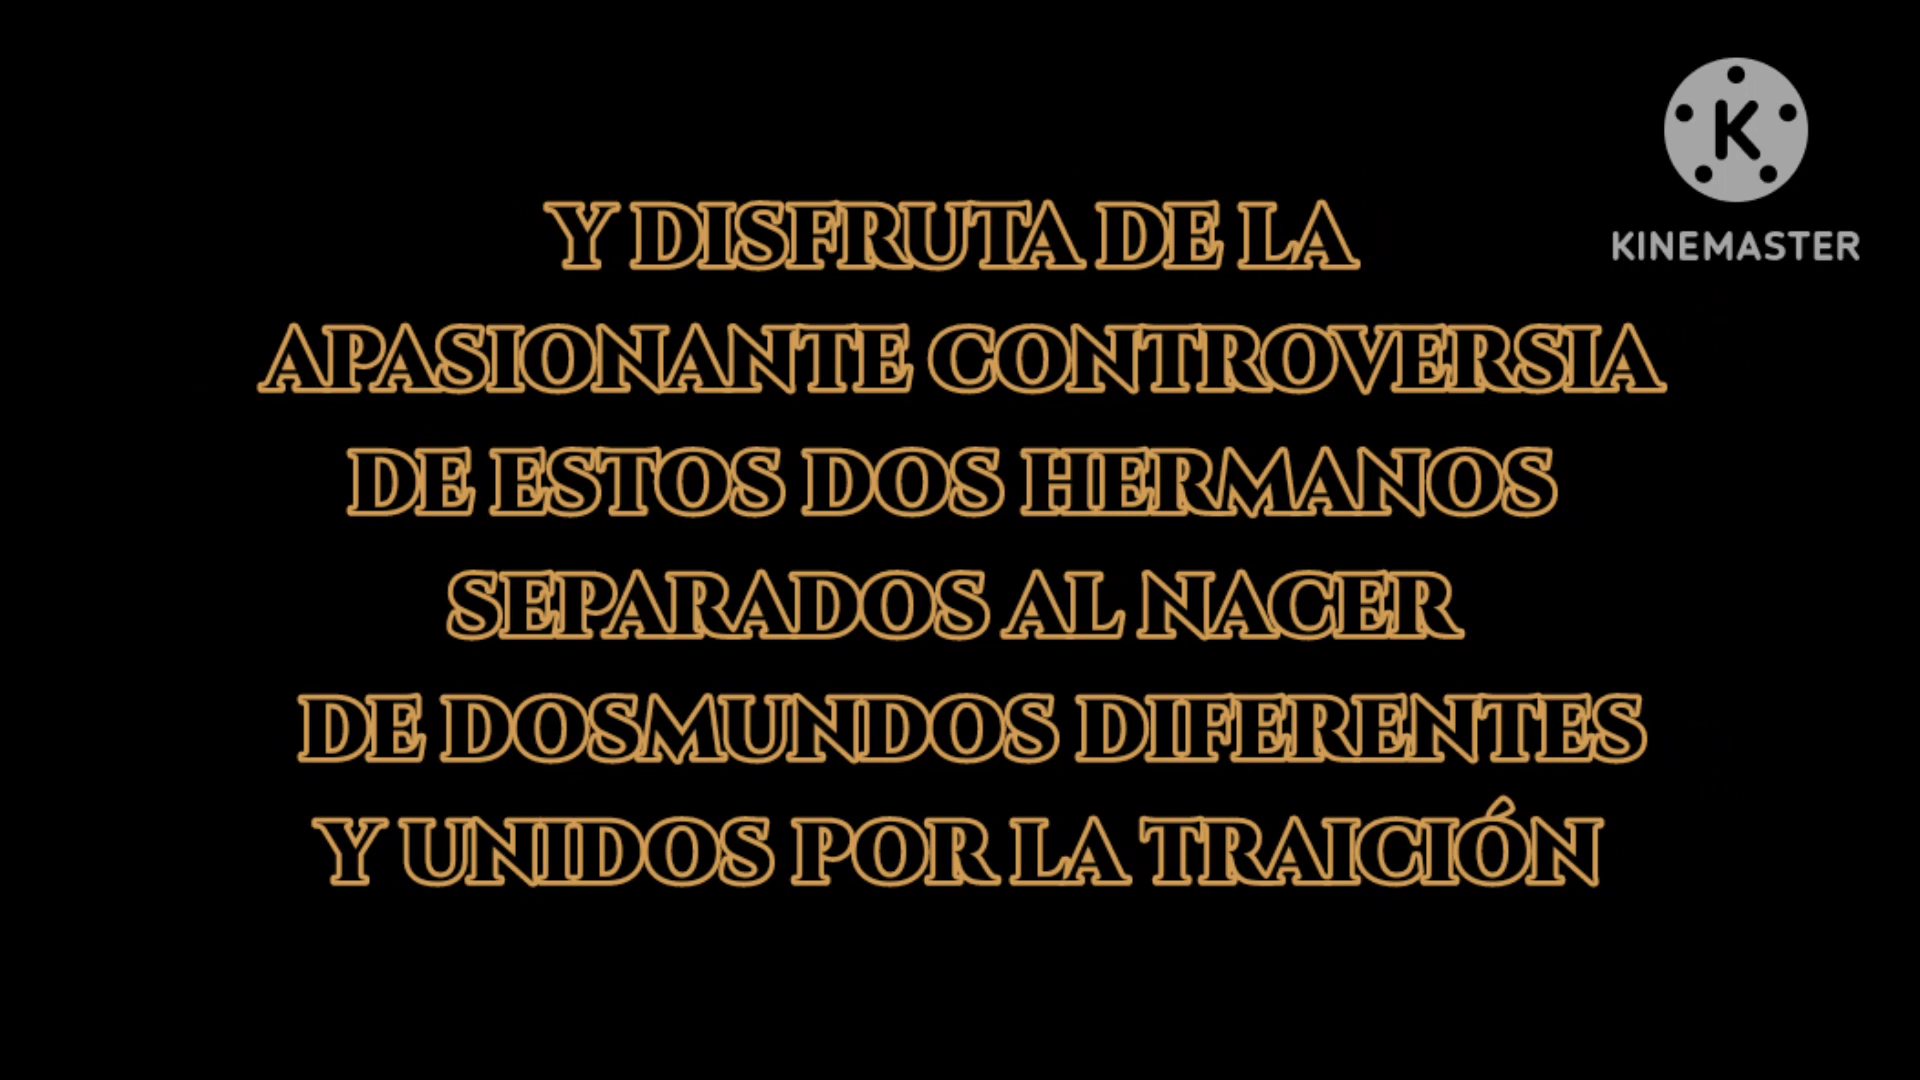 Y DISFRUTA DE LA
APASIONANTE CONTROVERSIA
DE ESTOS DOS HERMANOS
SEPARADOS AL NACER
DE DOSMUNDOS DIFERENTES
Y UNIDOS POR LA TRAICIÓN
K
KINEMASTER